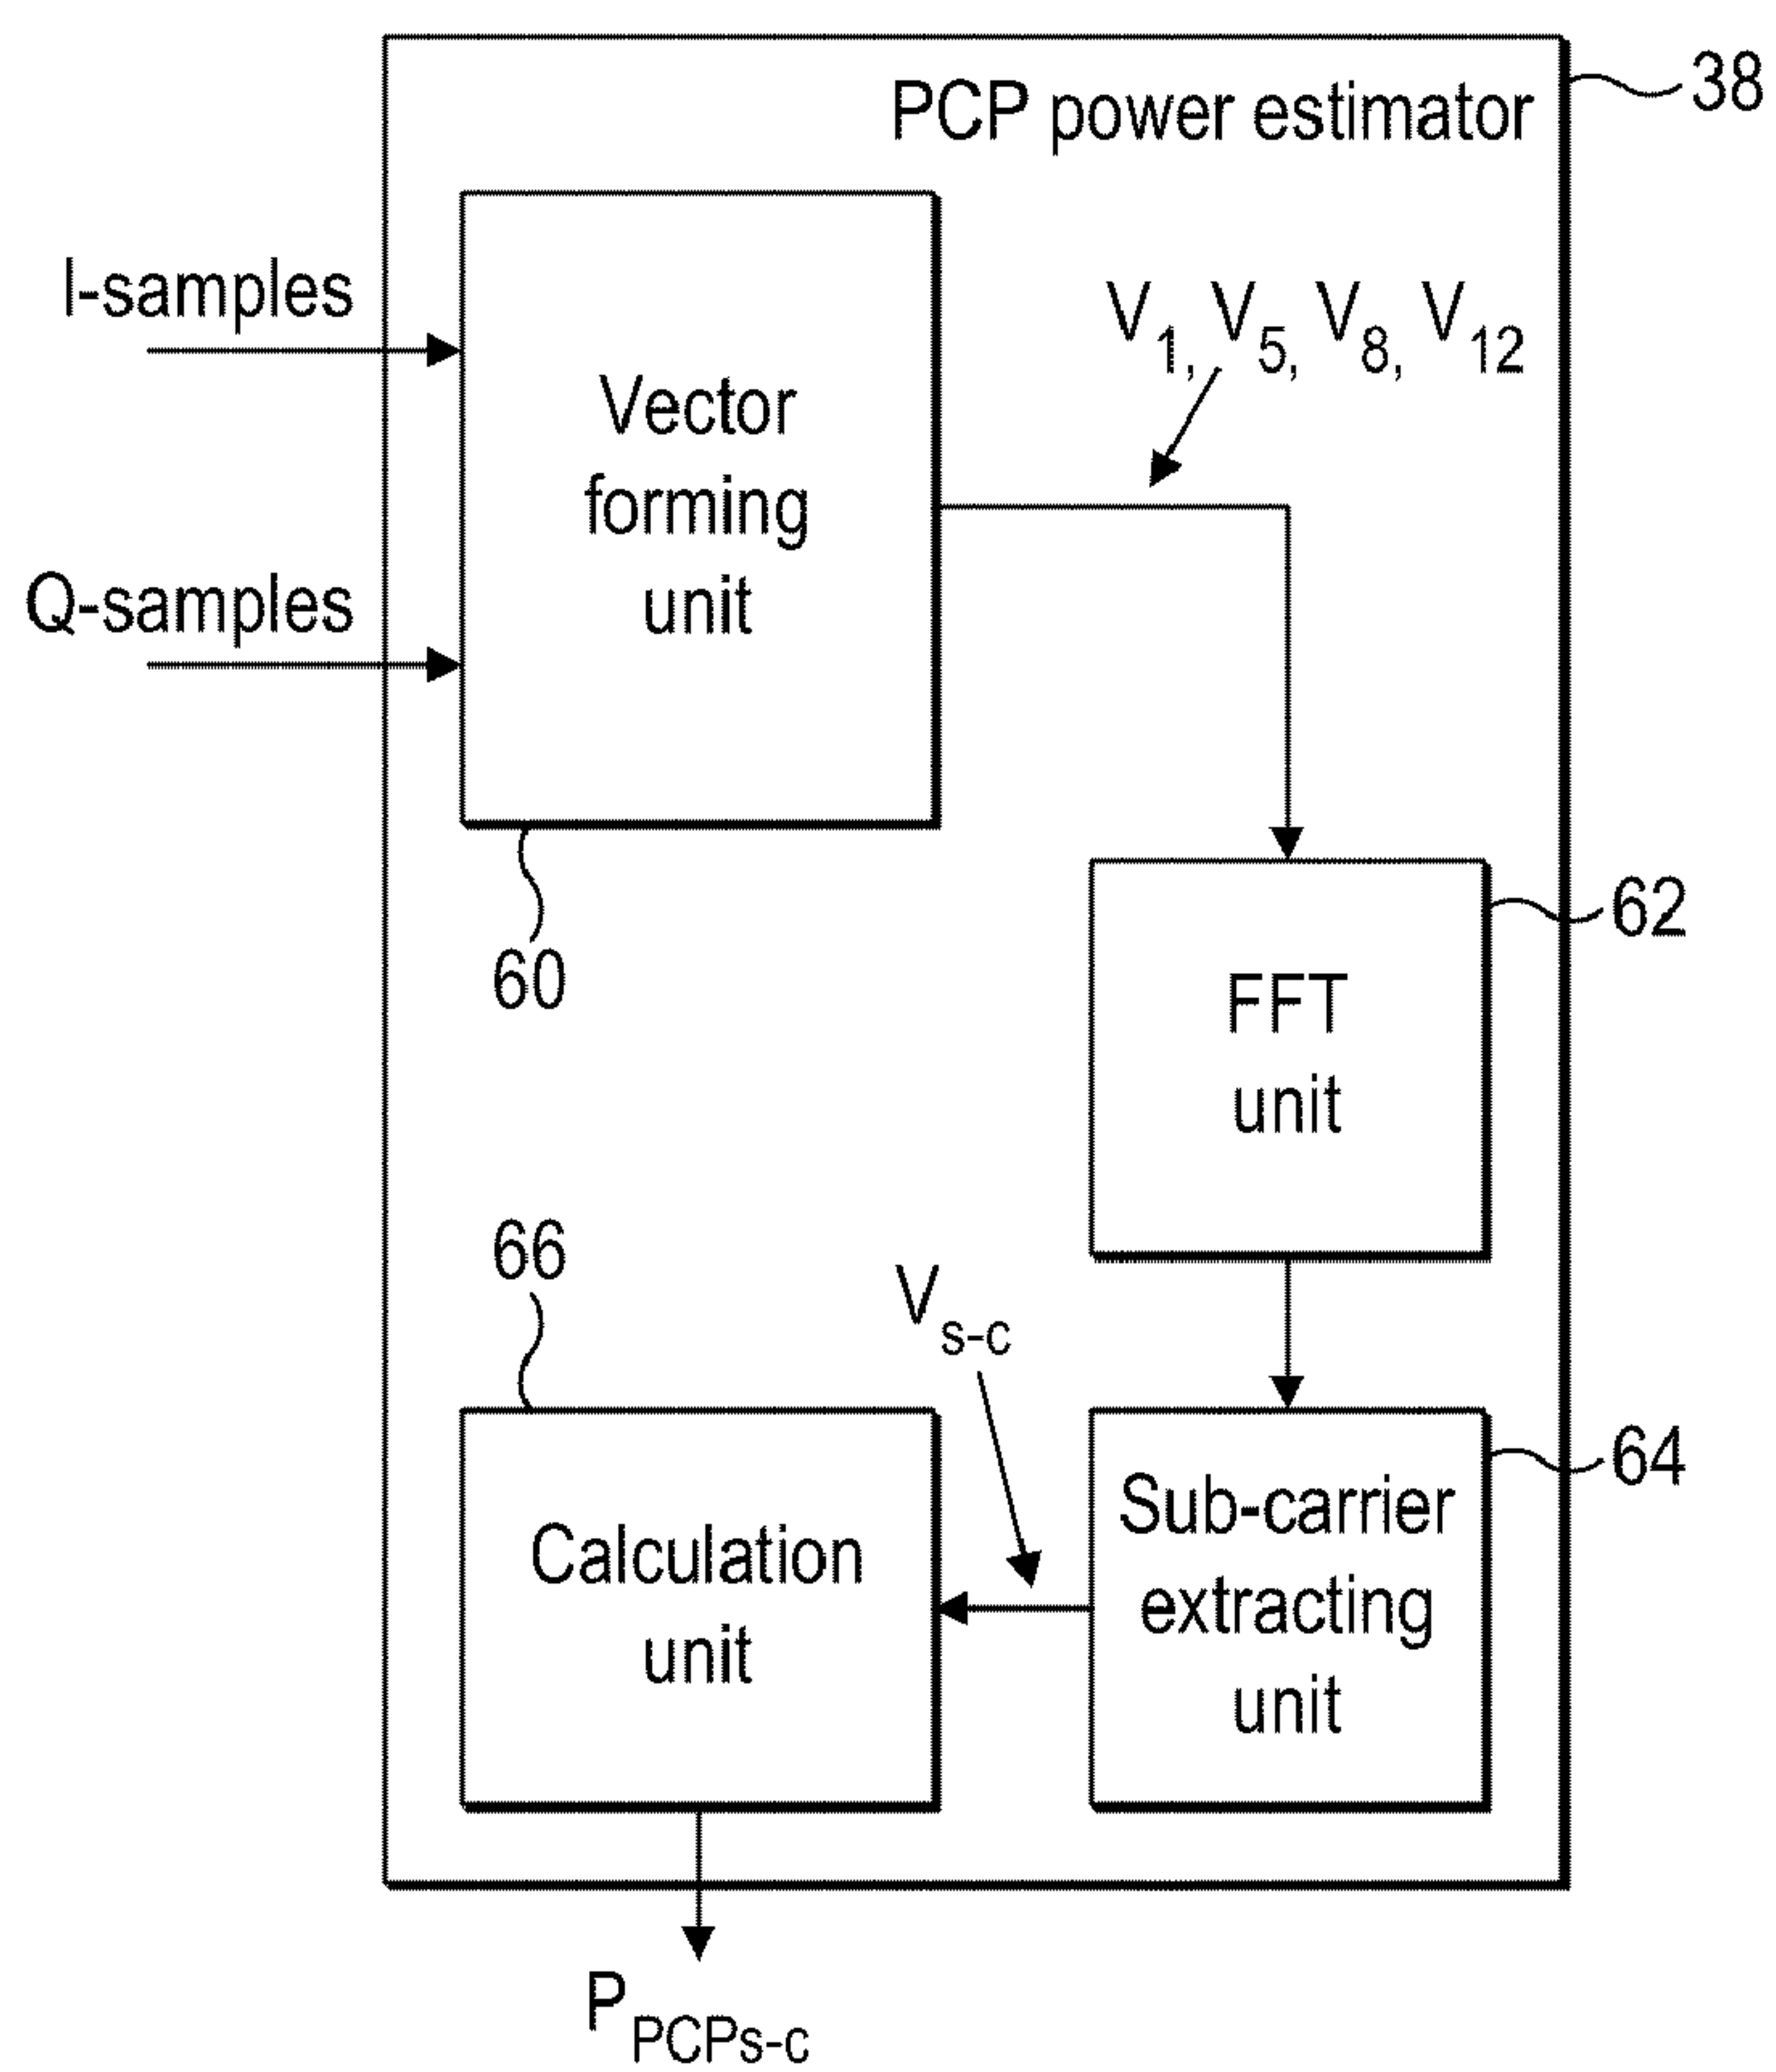 PCP power estimator
38
I-samples
Q-samples
Vector
forming
unit
V1, V5, V8, V12
60
62
FFT
unit
66
Vs-c
64
Sub-carrier
extracting
unit
Calculation
unit
PPCPs-c